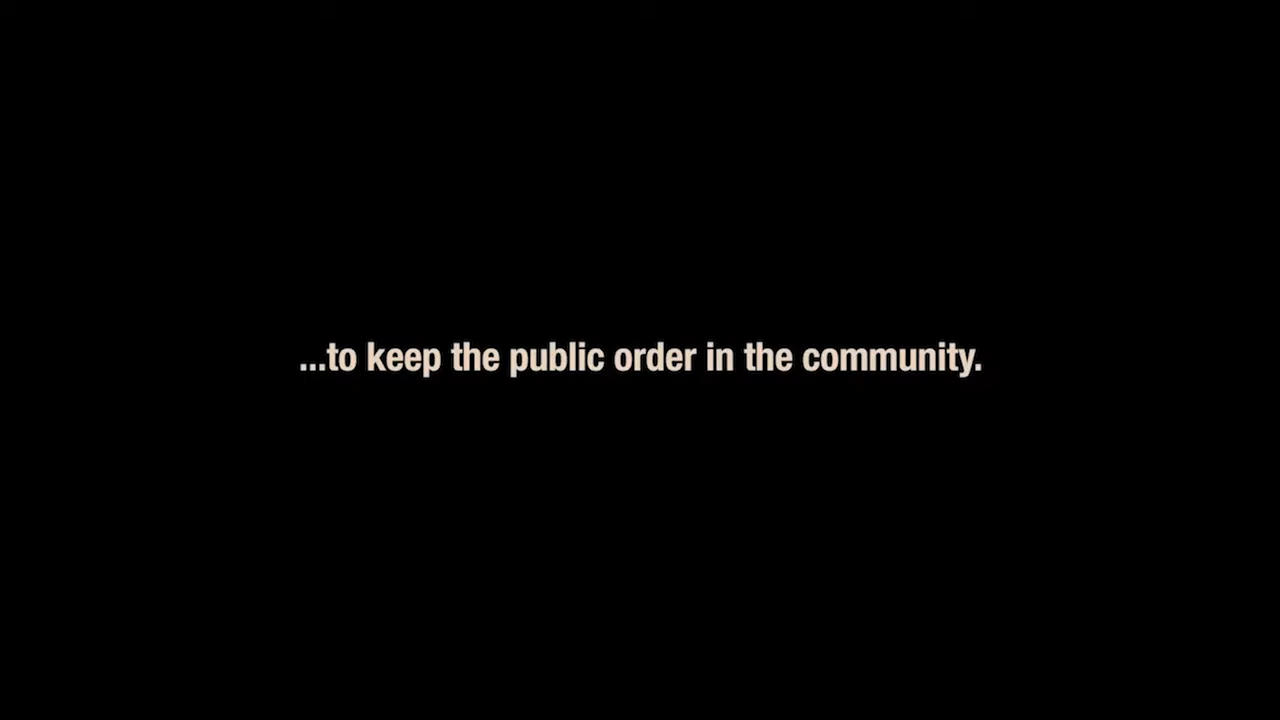 ...to keep the public order in the community.